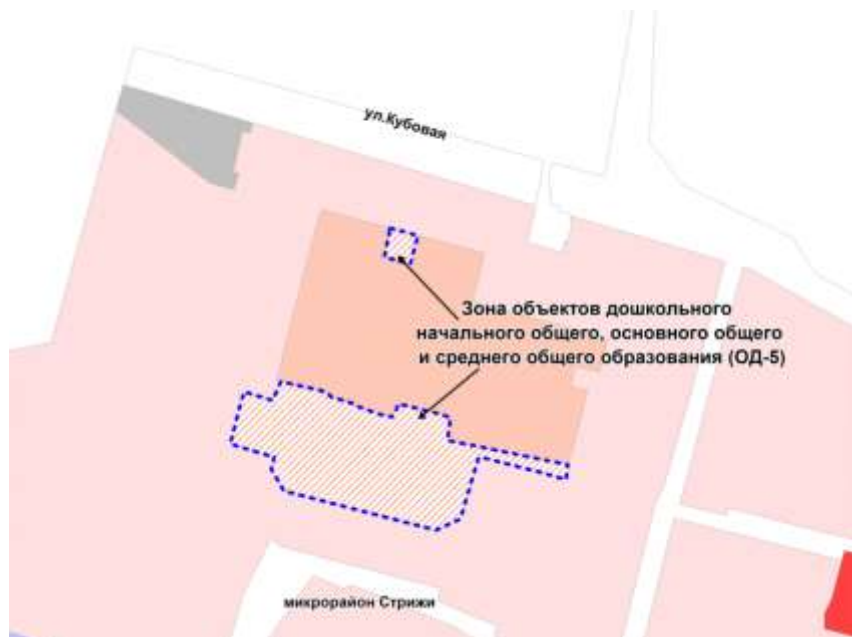 ул.Кубовая
Зона объектов дошкольного
начального общего, основного общего
и среднего общего образования (ОД-5)
микрорайон Стрижи